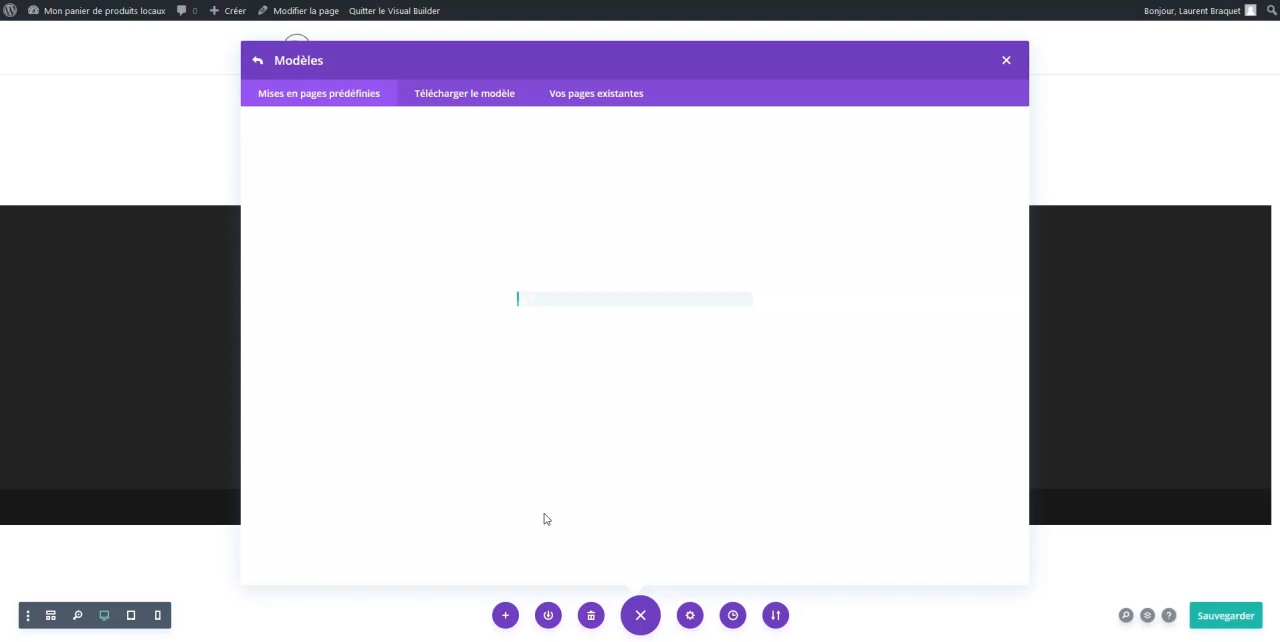 Mon panier de produits locaux 0 Créer Modifier la page Quitter le Visual Builder Bonjour, Laurent Braquet
Modèles
Mises en pages prédéfinies Télécharger le modèle Vos pages existantes
Sauvegarder